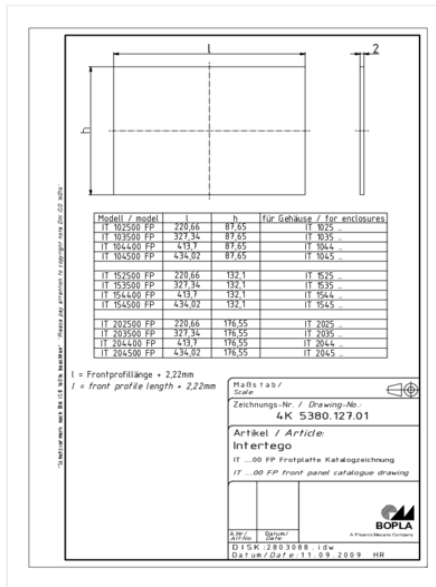 l
2
h
Modell / model l h für Gehäuse / for enclosures
IT 102500 FP 220,66 87,65 IT 1025 ..
IT 103500 FP 327,34 87,65 IT 1035 ..
IT 104400 FP 413,7 87,65 IT 1044 ..
IT 104500 FP 434,02 87,65 IT 1045 ..
IT 152500 FP 220,66 132,1 IT 1525 ..
IT 153500 FP 327,34 132,1 IT 1535 ..
IT 154400 FP 413,7 132,1 IT 1544 ..
IT 154500 FP 434,02 132,1 IT 1545 ..
IT 202500 FP 220,66 176,55 IT 2025 ..
IT 203500 FP 327,34 176,55 IT 2035 ..
IT 204400 FP 413,7 176,55 IT 2044 ..
IT 204500 FP 434,02 176,55 IT 2045 ..
l = Frontprofillänge + 2,22mm
l = front profile length + 2,22mm
Maßstab/
Scale:
Zeichnungs-Nr. / Drawing-No.:
4K 5380.127.01
Artikel / Article:
Intertego
IT ....00 FP Frotplatte Katalogzeichnung
IT ....00 FP front panel catalogue drawing
BOPLA
A Phoenix Mecano Company
Ä.Nr./ Datum/
Alt.No. Date:
DISK:2803088.idw
Datum/Date:11.09.2009 HR